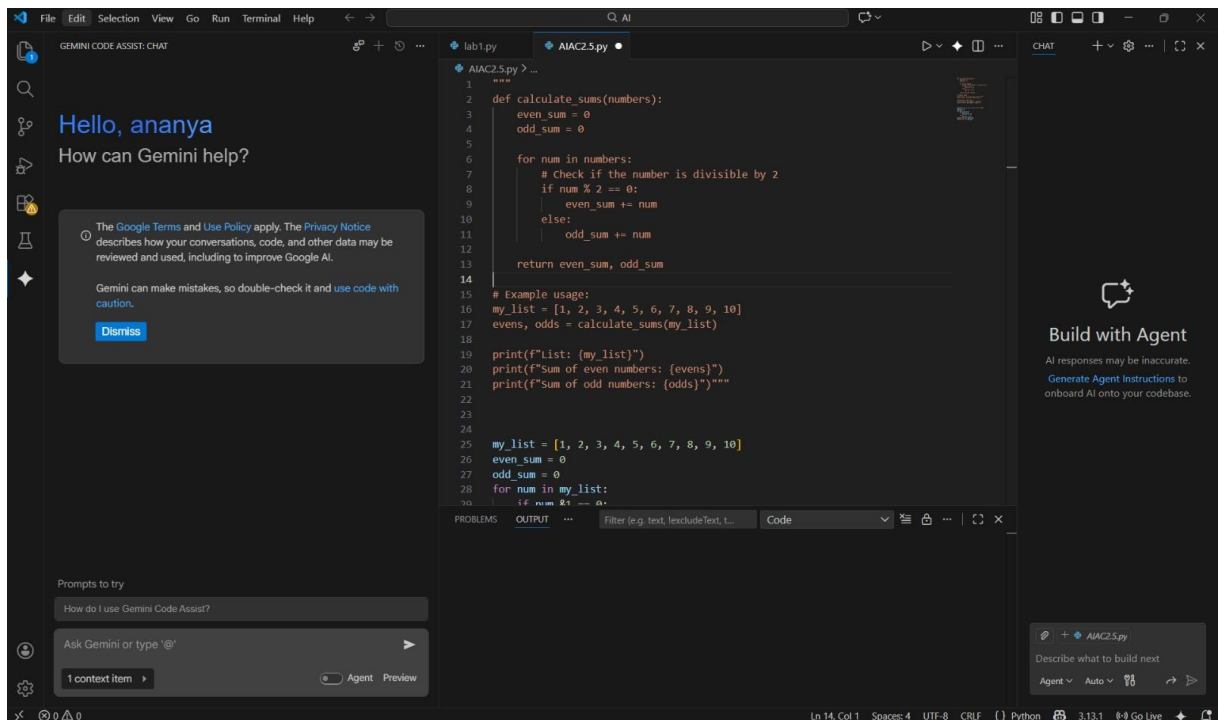 File Edit Selection View Go Run Terminal Help
AI
GEMINI CODE ASSIST: CHAT
Hello, ananya
How can Gemini help?
The Google Terms and Use Policy apply. The Privacy Notice
describes how your conversations, code, and other data may be
reviewed and used, including to improve Google AI.
Gemini can make mistakes, so double-check it and use code with
caution.
Dismiss
Prompts to try
How do I use Gemini Code Assist?
Ask Gemini or type '@'
1 context item
Agent Preview
lab1.py AIAC2.5.py
AIAC2.5.py > ...
1 """
2 def calculate_sums(numbers):
3 even_sum = 0
4 odd_sum = 0
5
6 for num in numbers:
7 # Check if the number is divisible by 2
8 if num % 2 == 0:
9 even_sum += num
10 else:
11 odd_sum += num
12
13 return even_sum, odd_sum
14
15 # Example usage:
16 my_list = [1, 2, 3, 4, 5, 6, 7, 8, 9, 10]
17 evens, odds = calculate_sums(my_list)
18
19 print(f"List: {my_list}")
20 print(f"Sum of even numbers: {evens}")
21 print(f"Sum of odd numbers: {odds}")"""
22
23
24
25 my_list = [1, 2, 3, 4, 5, 6, 7, 8, 9, 10]
26 even_sum = 0
27 odd_sum = 0
28 for num in my_list:
29 if num &1 == 0:
PROBLEMS OUTPUT ... Filter (e.g. text, !excludeText, t... Code
CHAT
Build with Agent
AI responses may be inaccurate.
Generate Agent Instructions to
onboard AI onto your codebase.
+ AIAC2.5.py
Describe what to build next
Agent Auto
0 0 Ln 14, Col 1 Spaces: 4 UTF-8 CRLF {} Python 3.13.1 Go Live